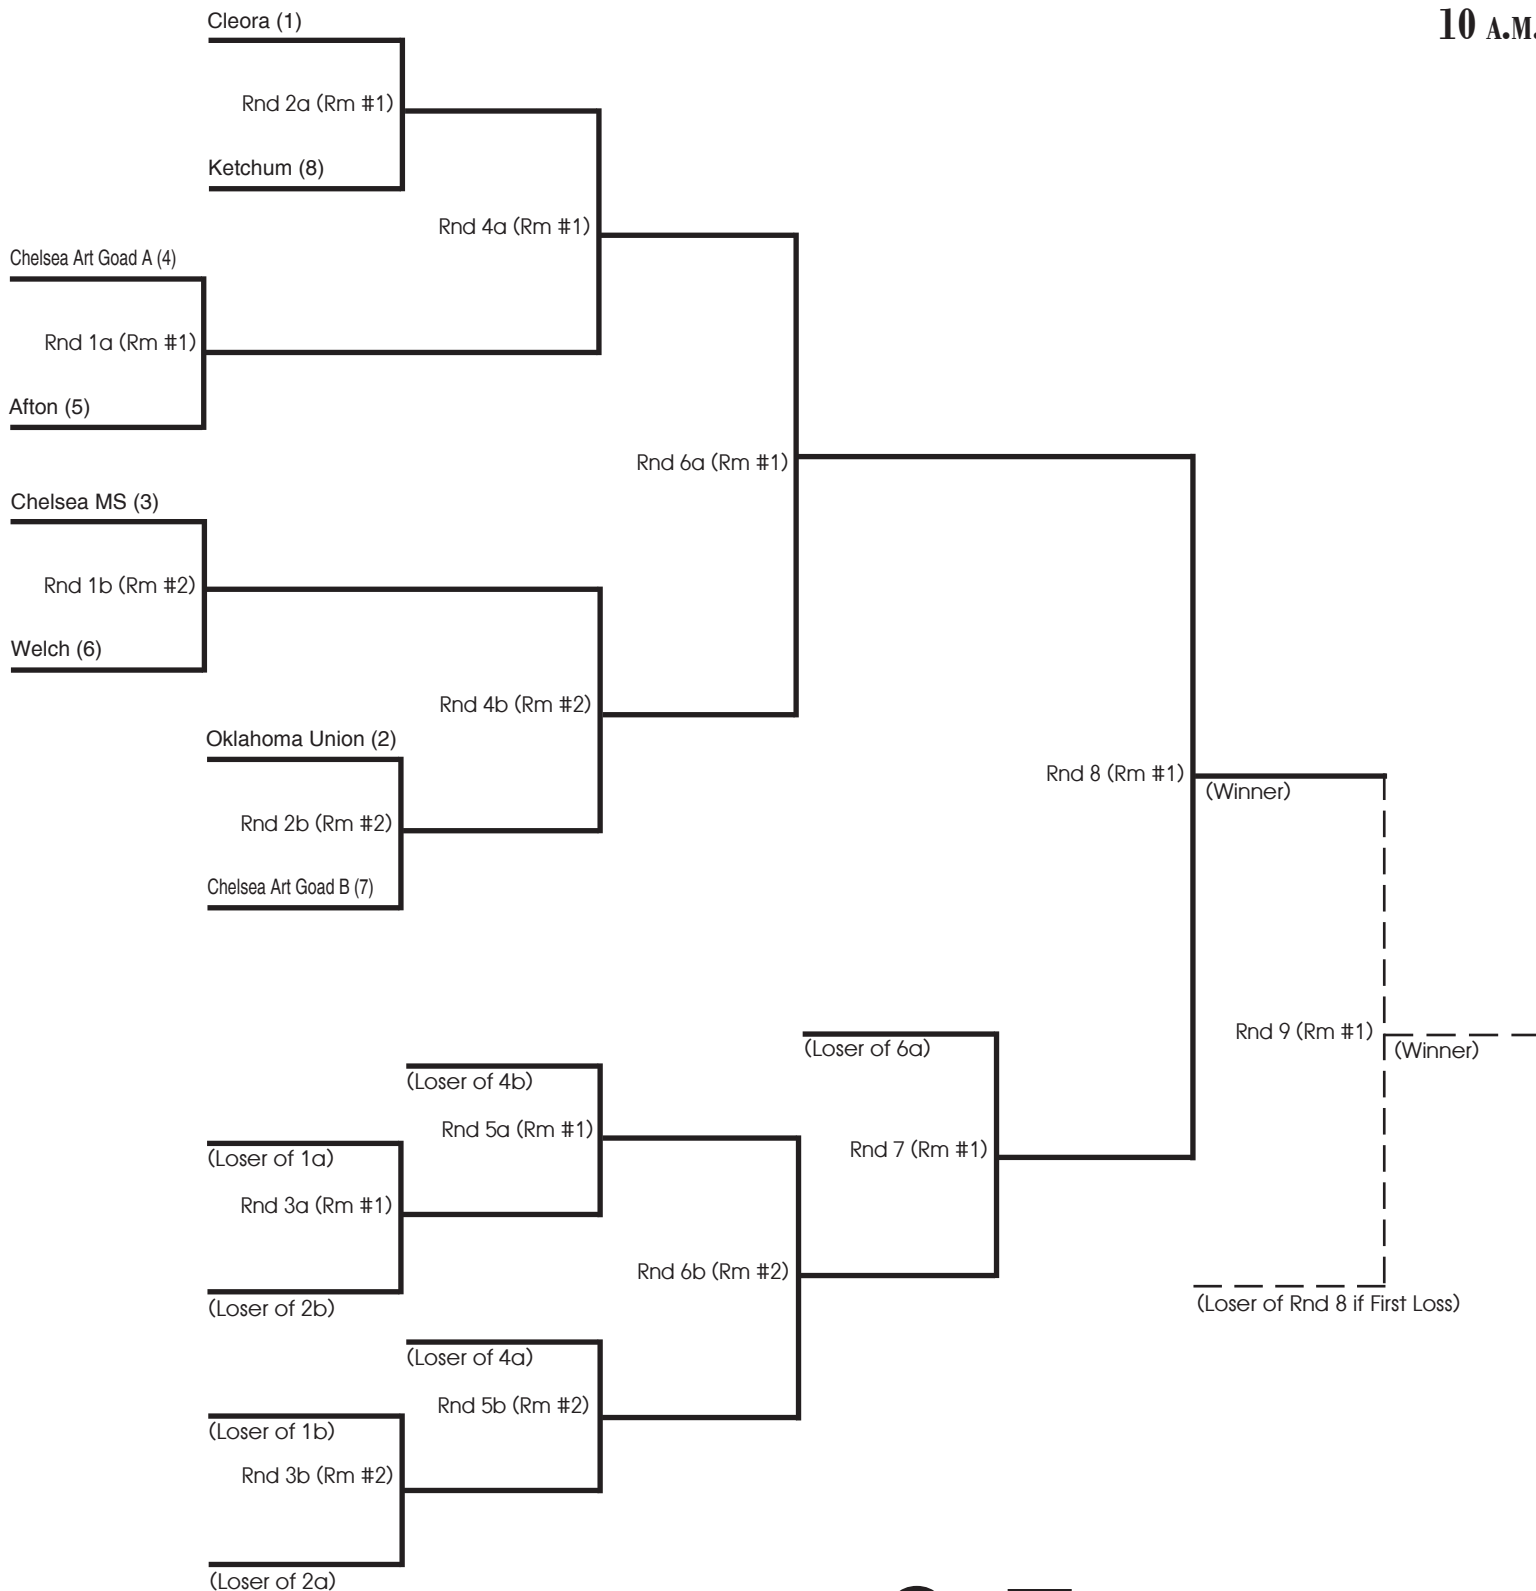 Cleora (1)
10 A.M.
Rnd 2a (Rm #1)
Ketchum (8)
Rnd 4a (Rm #1)
Chelsea Art Goad A (4)
Rnd 1a (Rm #1)
Afton (5)
Rnd 6a (Rm #1)
Chelsea MS (3)
Rnd 1b (Rm #2)
Welch (6)
Rnd 4b (Rm #2)
Oklahoma Union (2)
Rnd 8 (Rm #1)
(Winner)
Rnd 2b (Rm #2)
Chelsea Art Goad B (7)
Rnd 9 (Rm #1)
(Winner)
(Loser of 6a)
(Loser of 4b)
Rnd 5a (Rm #1)
Rnd 7 (Rm #1)
(Loser of 1a)
Rnd 3a (Rm #1)
Rnd 6b (Rm #2)
(Loser of 2b)
(Loser of Rnd 8 if First Loss)
(Loser of 4a)
Rnd 5b (Rm #2)
(Loser of 1b)
Rnd 3b (Rm #2)
(Loser of 2a)